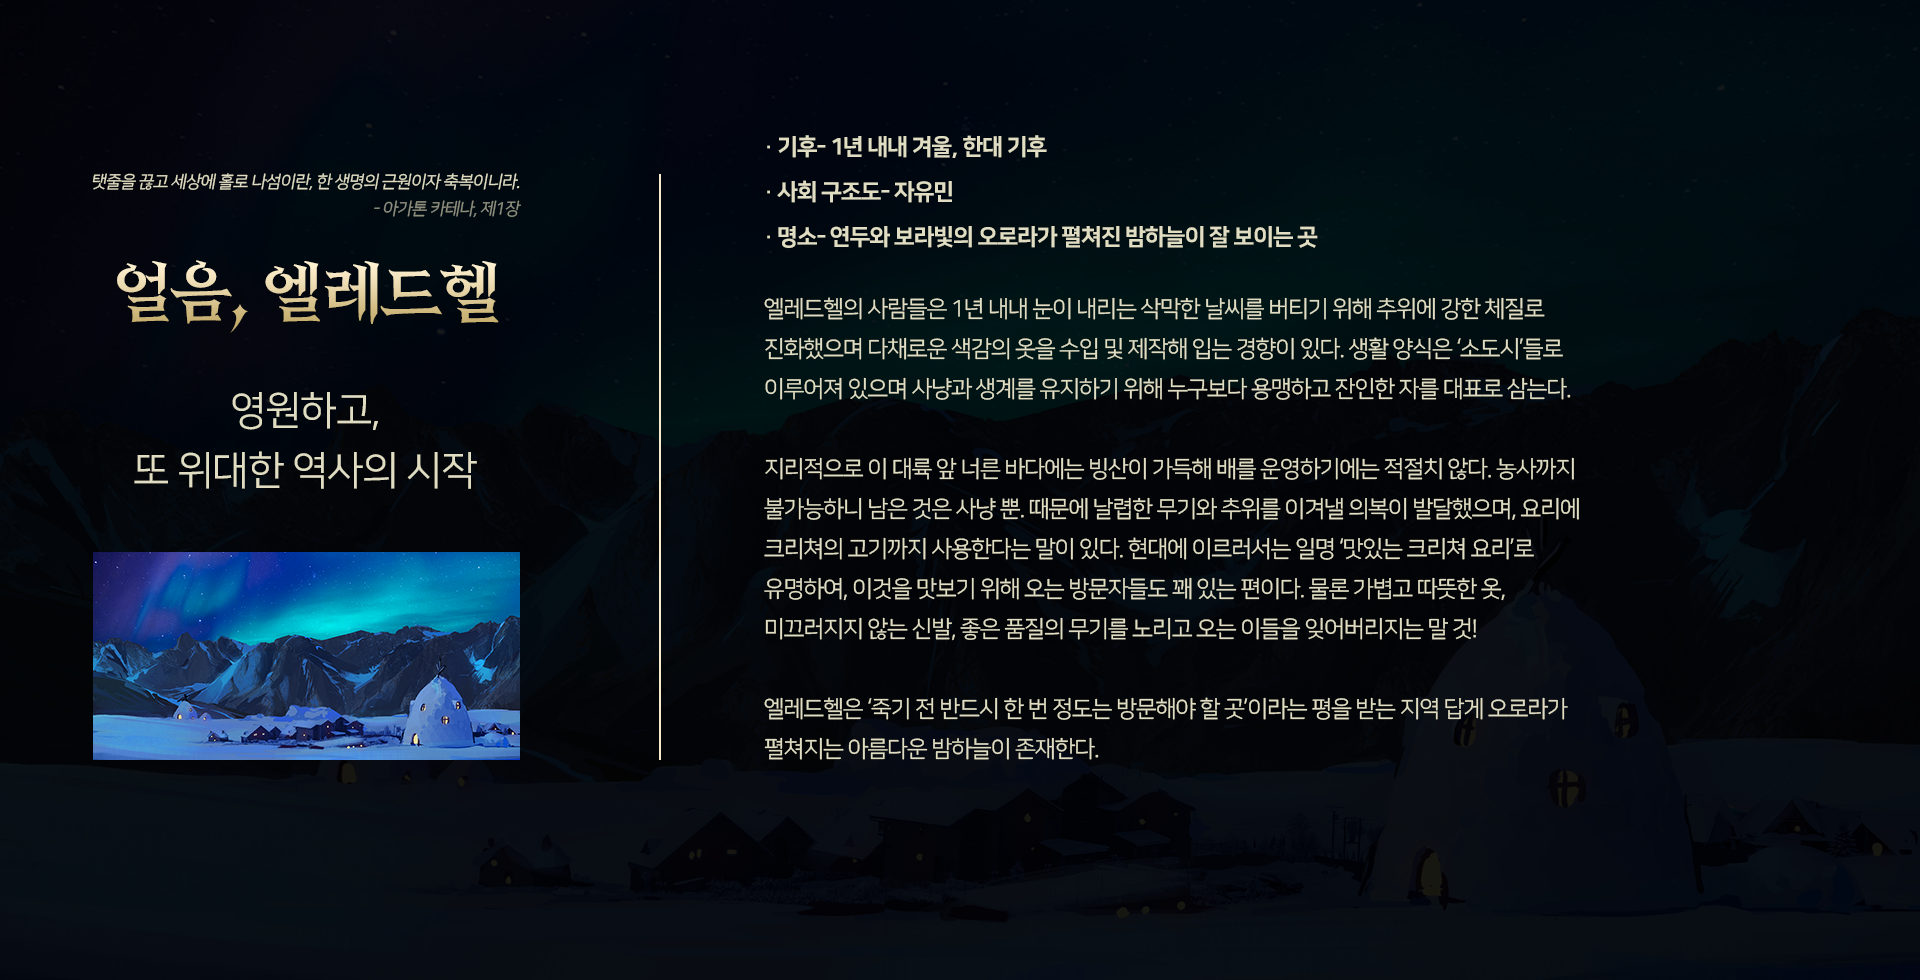 탯줄을 끊고 세상에 홀로 나섬이란, 한 생명의 근원이자 축복이니라.
- 아가톤 카테나, 제1장
얼음, 엘레드헬
영원하고,
또 위대한 역사의 시작
· 기후- 1년 내내 겨울, 한대 기후
· 사회 구조도- 자유민
· 명소- 연두와 보라빛의 오로라가 펼쳐진 밤하늘이 잘 보이는 곳
엘레드헬의 사람들은 1년 내내 눈이 내리는 삭막한 날씨를 버티기 위해 추위에 강한 체질로
진화했으며 다채로운 색감의 옷을 수입 및 제작해 입는 경향이 있다. 생활 양식은 ‘소도시’들로
이루어져 있으며 사냥과 생계를 유지하기 위해 누구보다 용맹하고 잔인한 자를 대표로 삼는다.
지리적으로 이 대륙 앞 너른 바다에는 빙산이 가득해 배를 운영하기에는 적절치 않다. 농사까지
불가능하니 남은 것은 사냥 뿐. 때문에 날렵한 무기와 추위를 이겨낼 의복이 발달했으며, 요리에
크리쳐의 고기까지 사용한다는 말이 있다. 현대에 이르러서는 일명 ‘맛있는 크리쳐 요리’로
유명하여, 이것을 맛보기 위해 오는 방문자들도 꽤 있는 편이다. 물론 가볍고 따뜻한 옷,
미끄러지지 않는 신발, 좋은 품질의 무기를 노리고 오는 이들을 잊어버리지는 말 것!
엘레드헬은 ‘죽기 전 반드시 한 번 정도는 방문해야 할 곳’이라는 평을 받는 지역 답게 오로라가
펼쳐지는 아름다운 밤하늘이 존재한다.